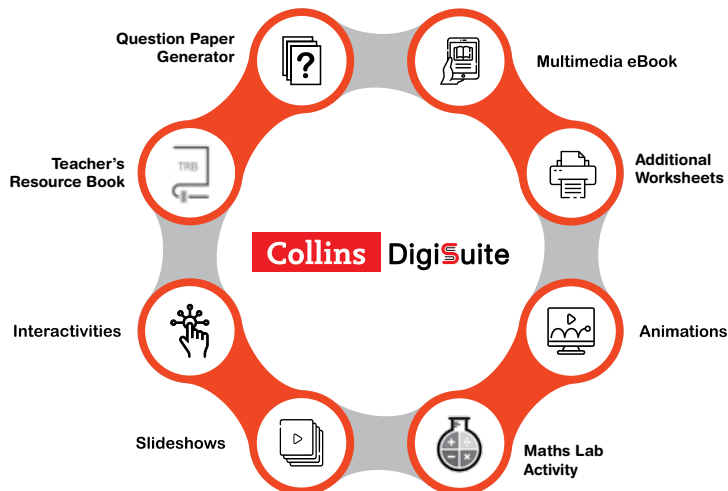 Question Paper
Generator
Multimedia eBook
Teacher's
Resource Book
TRB
Additional
Worksheets
Collins DigiSuite
Interactivities
Animations
Slideshows
Maths Lab
Activity